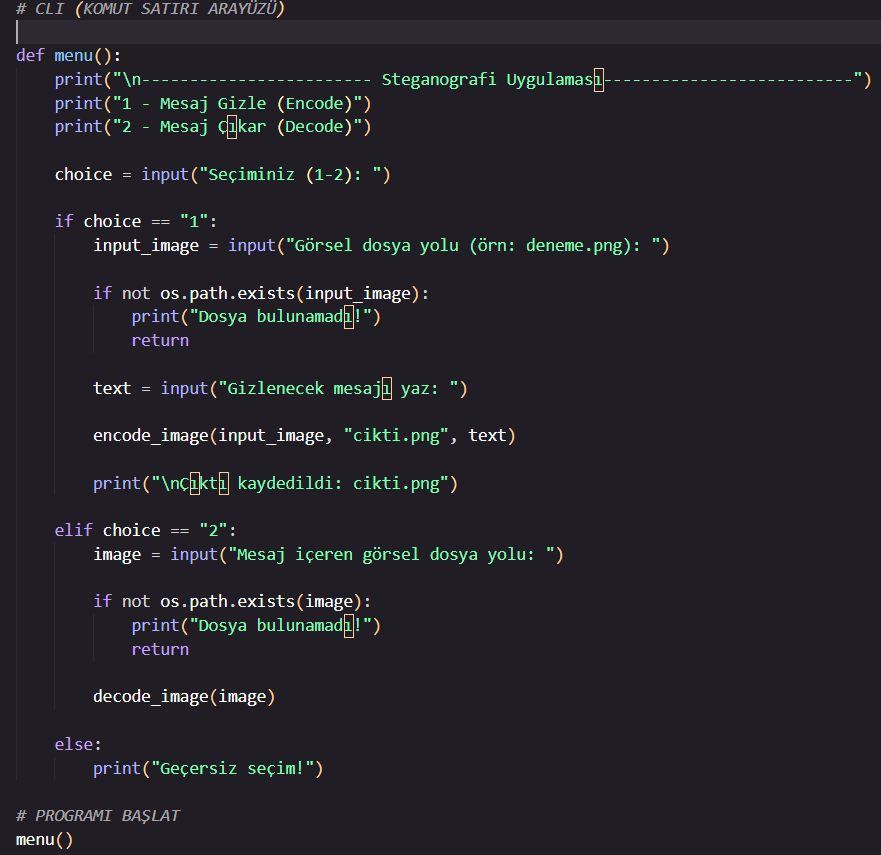 # CLI (KOMUT SATIRI ARAYÜZÜ)
def menu():
    print("\n------------------------ Steganografi Uygulaması--------------------------")
    print("1 - Mesaj Gizle (Encode)")
    print("2 - Mesaj Çıkar (Decode)")
    choice = input("Seçiminiz (1-2): ")
    if choice == "1":
        input_image = input("Görsel dosya yolu (örn: deneme.png): ")
        if not os.path.exists(input_image):
            print("Dosya bulunamadı!")
            return
        text = input("Gizlenecek mesajı yaz: ")
        encode_image(input_image, "cikti.png", text)
        print("\nÇıktı kaydedildi: cikti.png")
    elif choice == "2":
        image = input("Mesaj içeren görsel dosya yolu: ")
        if not os.path.exists(image):
            print("Dosya bulunamadı!")
            return
        decode_image(image)
    else:
        print("Geçersiz seçim!")
# PROGRAMI BAŞLAT
menu()